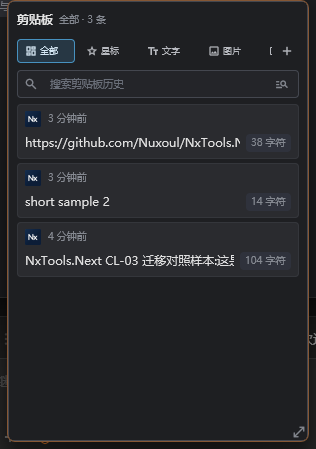 剪贴板 全部 · 3 条
全部 星标 文字 图片
搜索剪贴板历史
Nx 3 分钟前
https://github.com/Nuxoul/NxTools.N 38 字符
Nx 3 分钟前
short sample 2 14 字符
Nx 4 分钟前
NxTools.Next CL-03 迁移对照样本:这是 104 字符